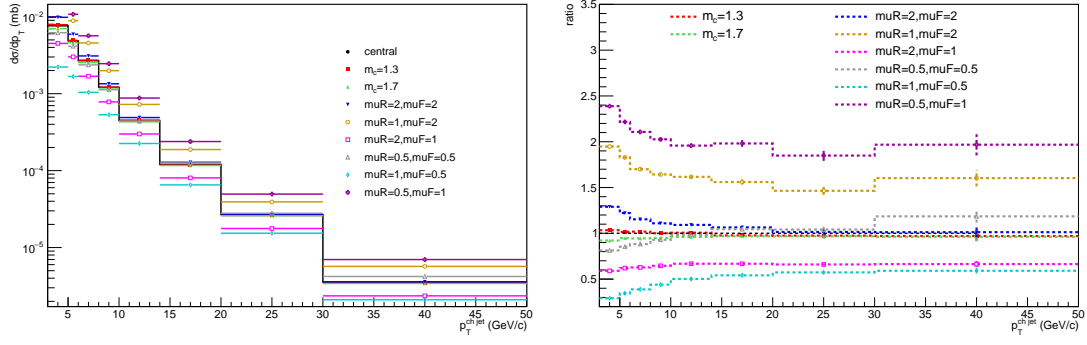 dσ/dp_T (mb)
10^-2
10^-3
10^-4
10^-5
central
m_c=1.3
m_c=1.7
muR=2,muF=2
muR=1,muF=2
muR=2,muF=1
muR=0.5,muF=0.5
muR=1,muF=0.5
muR=0.5,muF=1
5 10 15 20 25 30 35 40 45 50
p_T^ch jet (GeV/c)
ratio
3.5
3
2.5
2
1.5
1
0.5
m_c=1.3
m_c=1.7
muR=2,muF=2
muR=1,muF=2
muR=2,muF=1
muR=0.5,muF=0.5
muR=1,muF=0.5
muR=0.5,muF=1
5 10 15 20 25 30 35 40 45 50
p_T^ch jet (GeV/c)